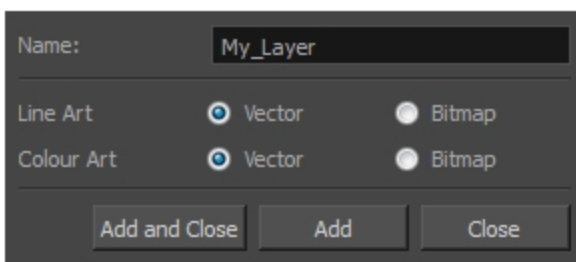 Name: My_Layer
Line Art Vector Bitmap
Colour Art Vector Bitmap
Add and Close Add Close